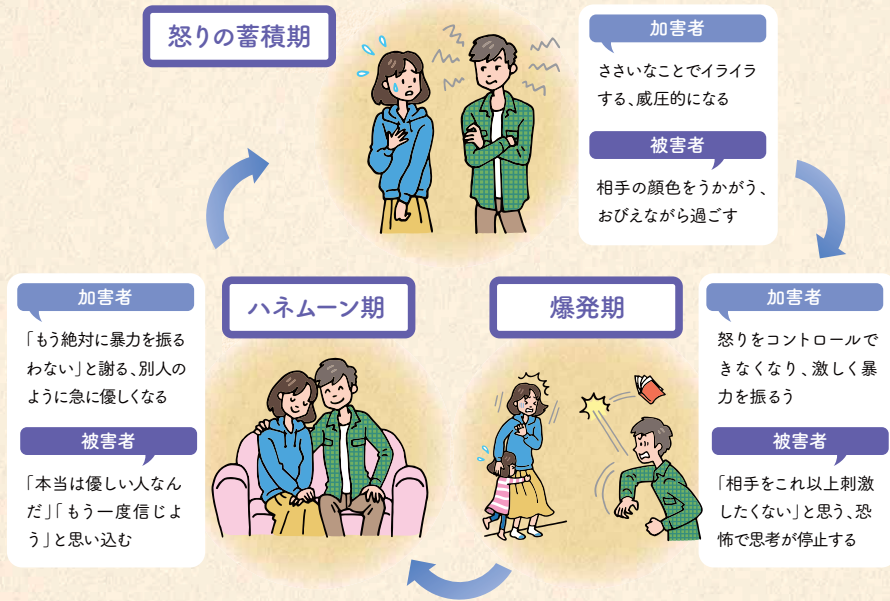 怒りの蓄積期
加害者
ささいなことでイライラ
する、威圧的になる
被害者
相手の顔色をうかがう、
おびえながら過ごす
爆発期
加害者
怒りをコントロールで
きなくなり、激しく暴
力を振るう
被害者
「相手をこれ以上刺激
したくない」と思う、恐
怖で思考が停止する
ハネムーン期
加害者
「もう絶対に暴力を振る
わない」と謝る、別人の
ように急に優しくなる
被害者
「本当は優しい人なん
だ」「もう一度信じよ
う」と思い込む